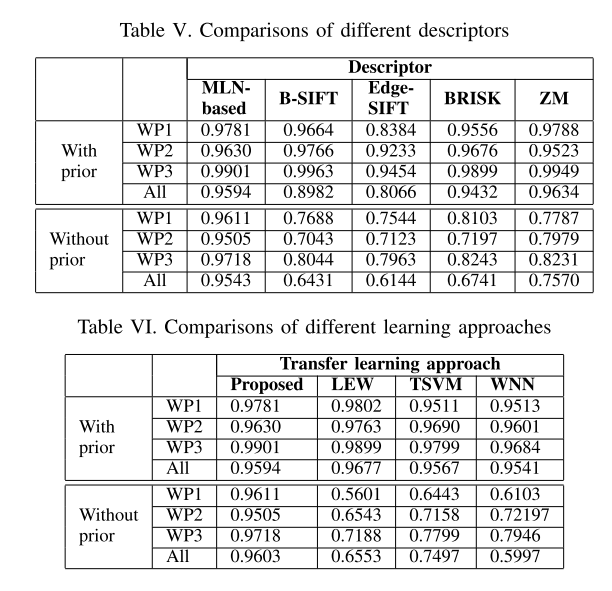 Table V. Comparisons of different descriptors
Descriptor
MLN-based B-SIFT Edge-SIFT BRISK ZM
With prior WP1 0.9781 0.9664 0.8384 0.9556 0.9788
WP2 0.9630 0.9766 0.9233 0.9676 0.9523
WP3 0.9901 0.9963 0.9454 0.9899 0.9949
All 0.9594 0.8982 0.8066 0.9432 0.9634
Without prior WP1 0.9611 0.7688 0.7544 0.8103 0.7787
WP2 0.9505 0.7043 0.7123 0.7197 0.7979
WP3 0.9718 0.8044 0.7963 0.8243 0.8231
All 0.9543 0.6431 0.6144 0.6741 0.7570
Table VI. Comparisons of different learning approaches
Transfer learning approach
Proposed LEW TSVM WNN
With prior WP1 0.9781 0.9802 0.9511 0.9513
WP2 0.9630 0.9763 0.9690 0.9601
WP3 0.9901 0.9899 0.9799 0.9684
All 0.9594 0.9677 0.9567 0.9541
Without prior WP1 0.9611 0.5601 0.6443 0.6103
WP2 0.9505 0.6543 0.7158 0.72197
WP3 0.9718 0.7188 0.7799 0.7946
All 0.9603 0.6553 0.7497 0.5997